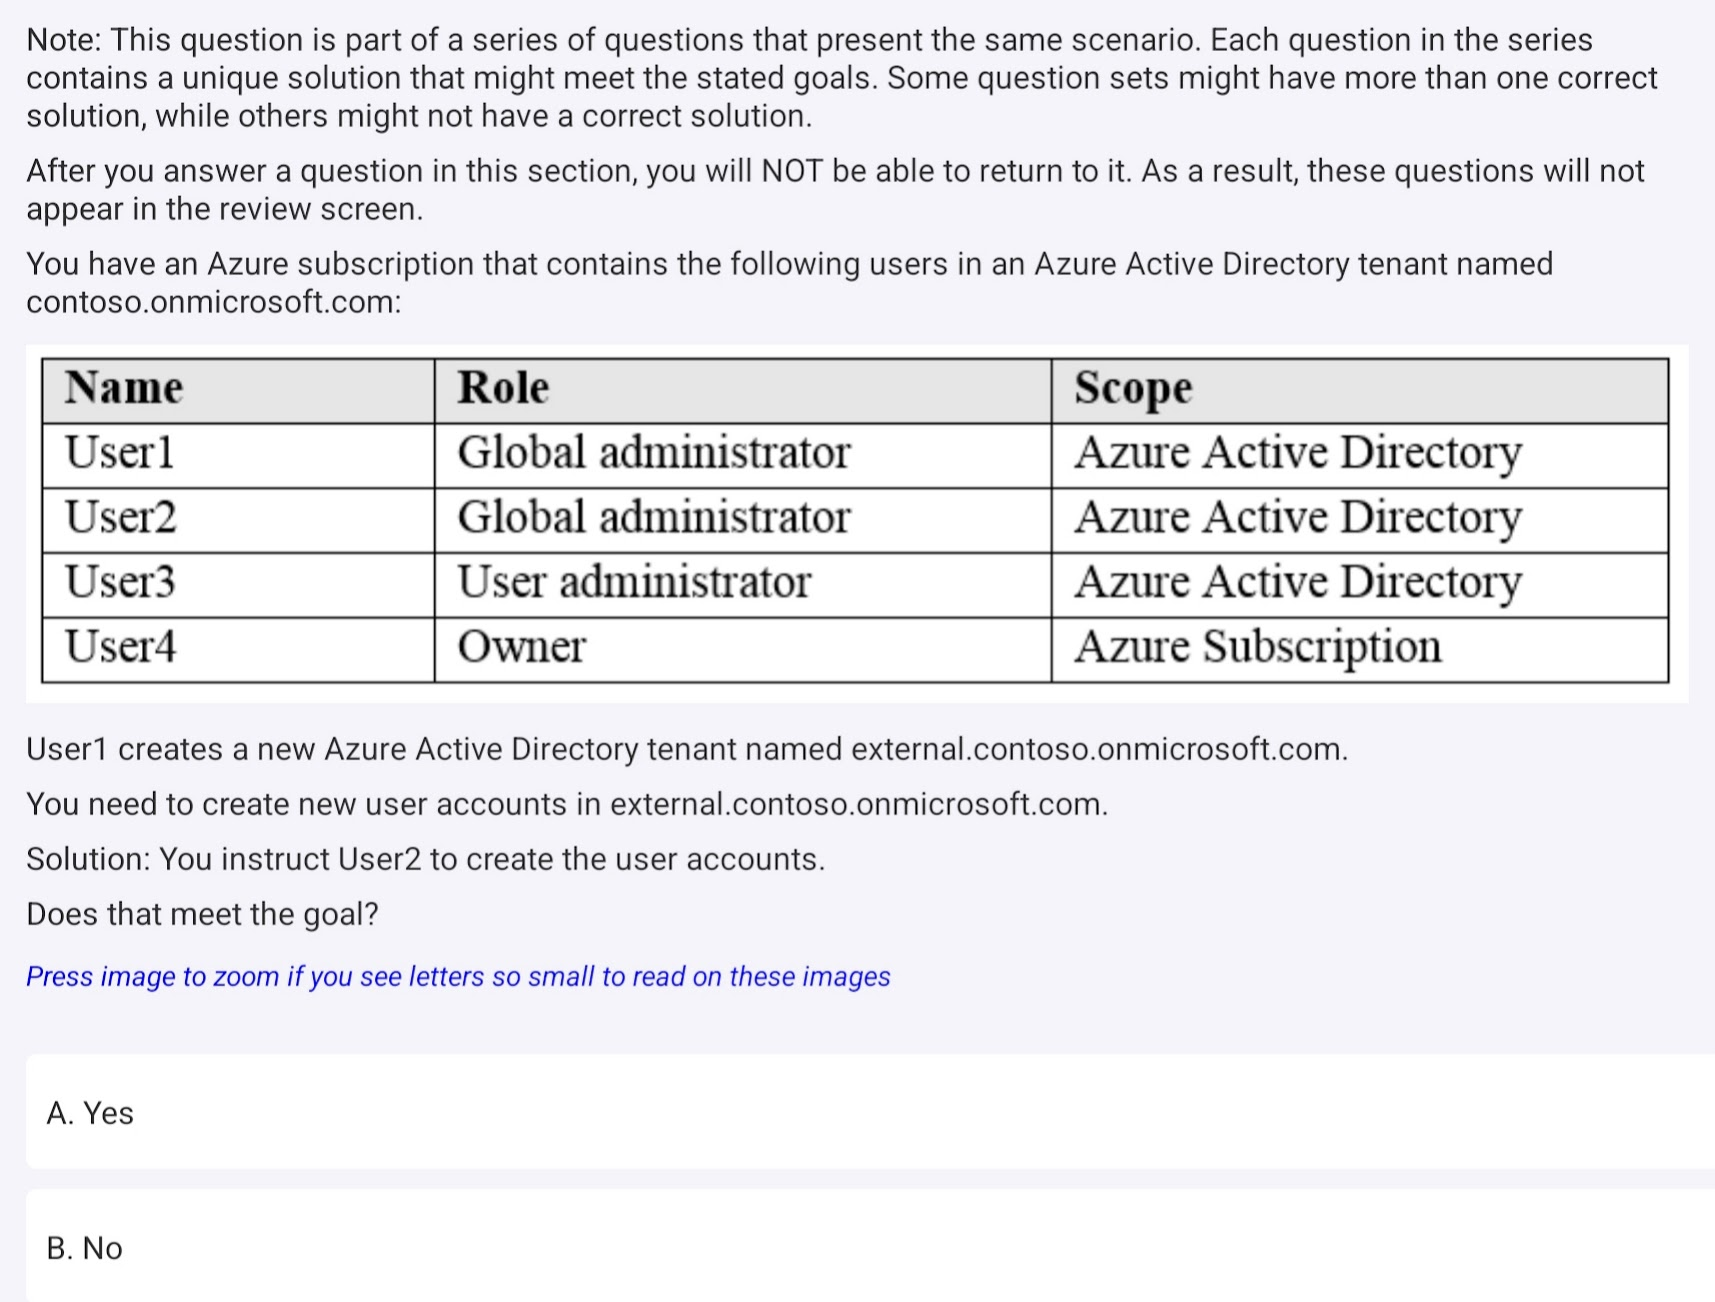 Note: This question is part of a series of questions that present the same scenario. Each question in the series
contains a unique solution that might meet the stated goals. Some question sets might have more than one correct
solution, while others might not have a correct solution.
After you answer a question in this section, you will NOT be able to return to it. As a result, these questions will not
appear in the review screen.
You have an Azure subscription that contains the following users in an Azure Active Directory tenant named
contoso.onmicrosoft.com:
Name Role Scope
User1 Global administrator Azure Active Directory
User2 Global administrator Azure Active Directory
User3 User administrator Azure Active Directory
User4 Owner Azure Subscription
User1 creates a new Azure Active Directory tenant named external.contoso.onmicrosoft.com.
You need to create new user accounts in external.contoso.onmicrosoft.com.
Solution: You instruct User2 to create the user accounts.
Does that meet the goal?
Press image to zoom if you see letters so small to read on these images
A. Yes
B. No